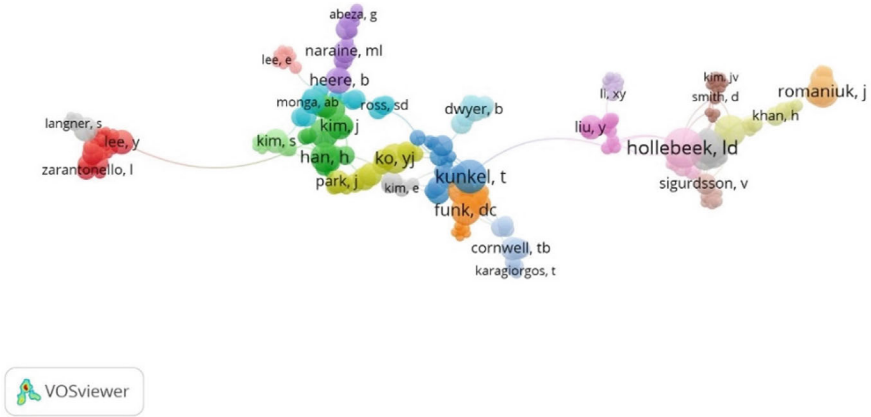 abeza, g
naraine, ml
lee, e
heere, b
monga, ab
ross, sd
kim, j
kim, s
han, h
park, j
ko, yj
kim, e
langner, s
lee, y
zarantonello, l
dwyer, b
kunkel, t
funk, dc
cornwell, tb
karagiorgos, t
li, xy
liu, y
kim, jv
smith, d
romaniuk, j
khan, h
hollebeek, ld
sigurdsson, v
VOSviewer